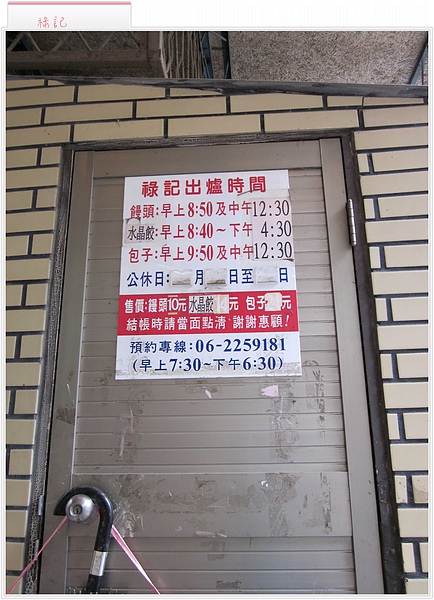 祿記
祿記出爐時間
饅頭:早上8:50及中午12:30
水晶餃:早上8:40～下午 4:30
包子:早上9:50及中午12:30
公休日: 月 日至 日
售價:饅頭10元 水晶餃 元 包子 元
結帳時請當面點清 謝謝惠顧!
預約專線:06-2259181
(早上7:30～下午6:30)